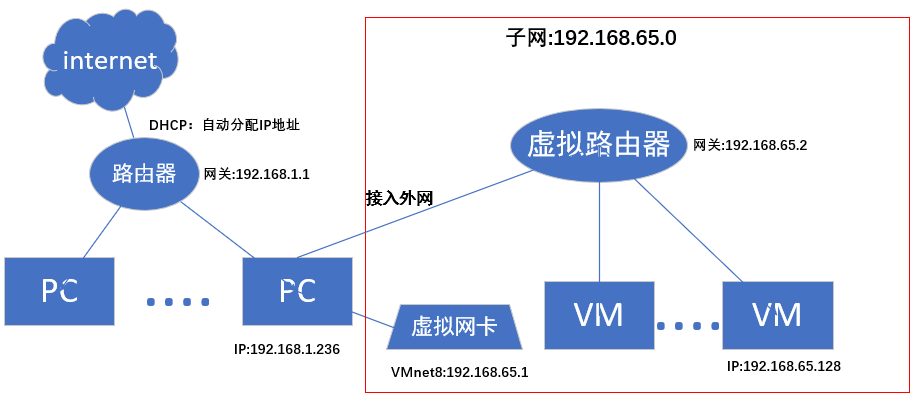 子网:192.168.65.0
internet
DHCP：自动分配IP地址
虚拟路由器
网关:192.168.65.2
路由器
网关:192.168.1.1
接入外网
PC
PC
VM
VM
虚拟网卡
IP:192.168.1.236
VMnet8:192.168.65.1
IP:192.168.65.128